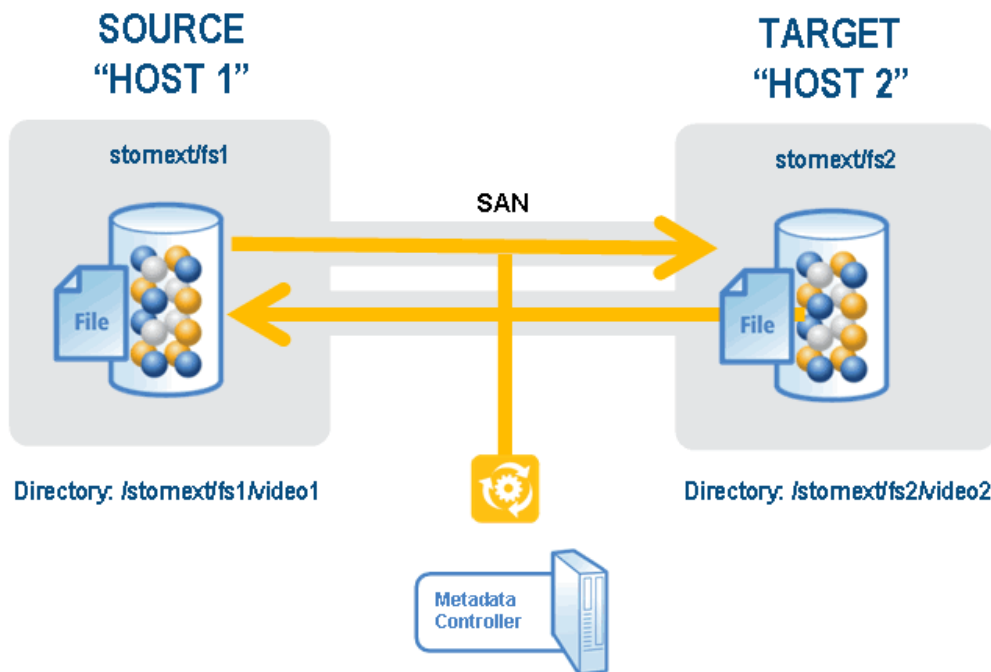 SOURCE
“HOST 1”
TARGET
“HOST 2”
stornext/fs1
stornext/fs2
SAN
File
File
Directory: /stornext/fs1/video1
Directory: /stornext/fs2/video2
Metadata
Controller